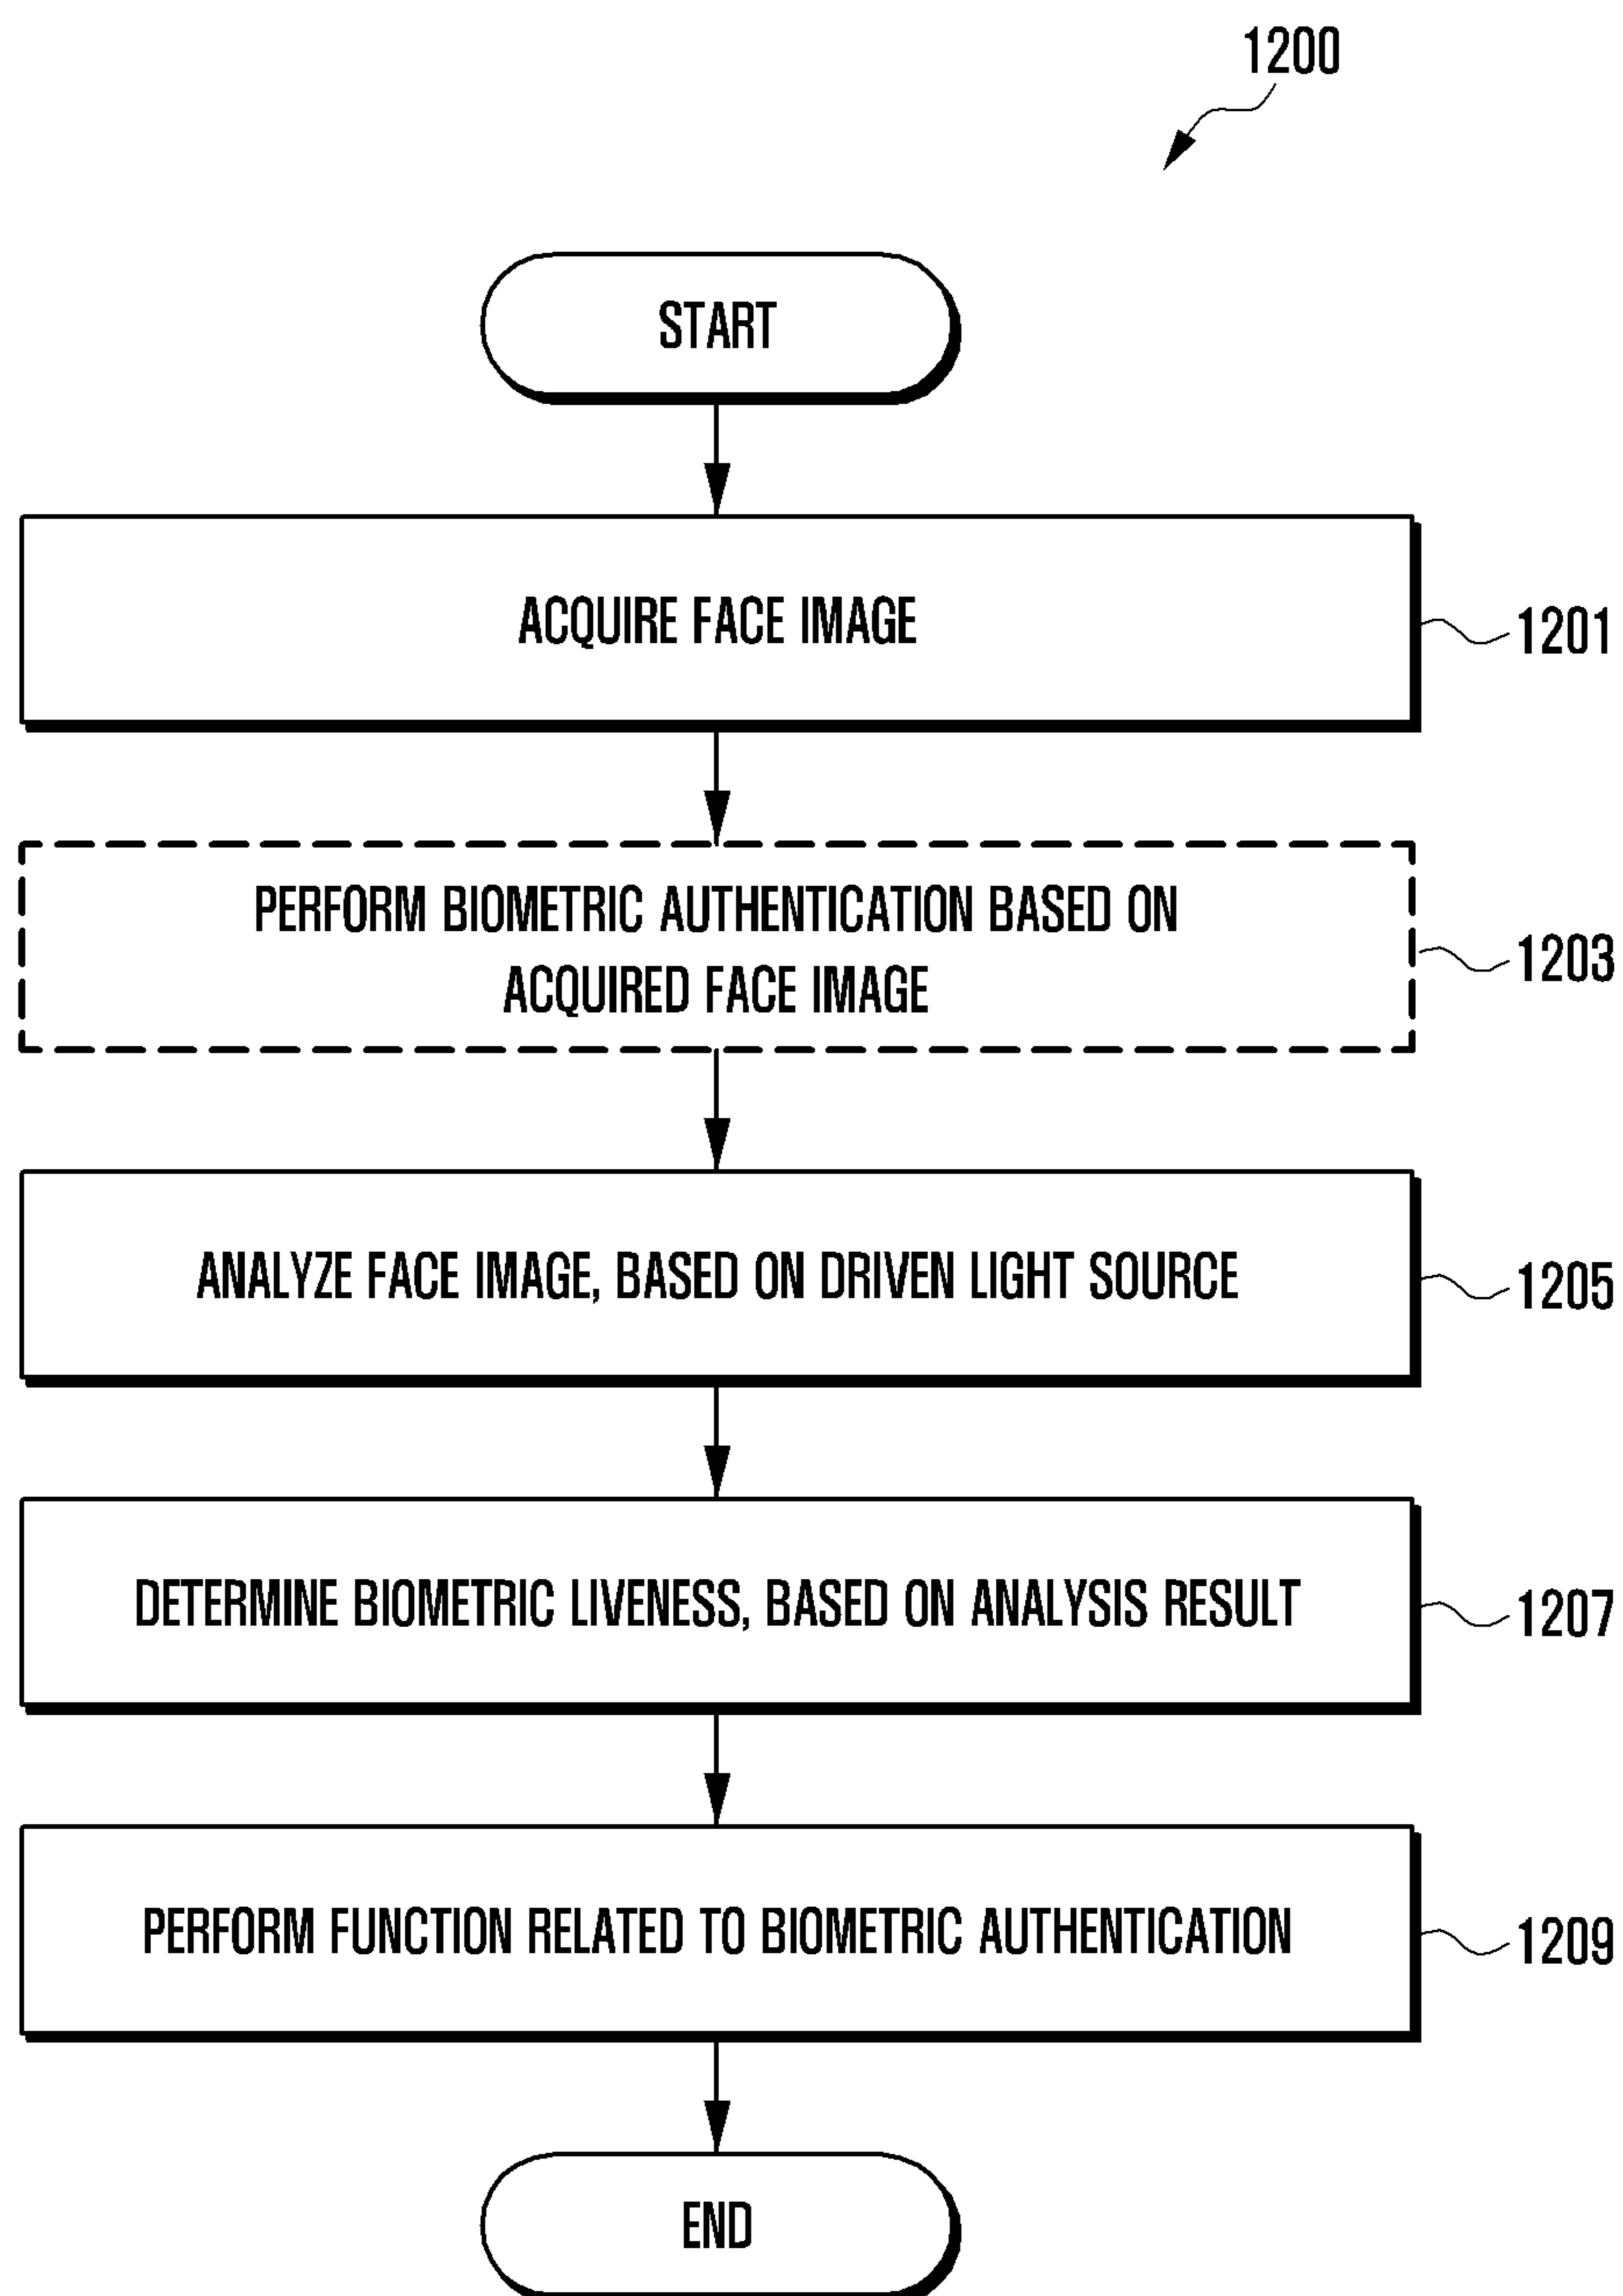 1200
START
ACQUIRE FACE IMAGE
1201
PERFORM BIOMETRIC AUTHENTICATION BASED ON
ACQUIRED FACE IMAGE
1203
ANALYZE FACE IMAGE, BASED ON DRIVEN LIGHT SOURCE
1205
DETERMINE BIOMETRIC LIVENESS, BASED ON ANALYSIS RESULT
1207
PERFORM FUNCTION RELATED TO BIOMETRIC AUTHENTICATION
1209
END